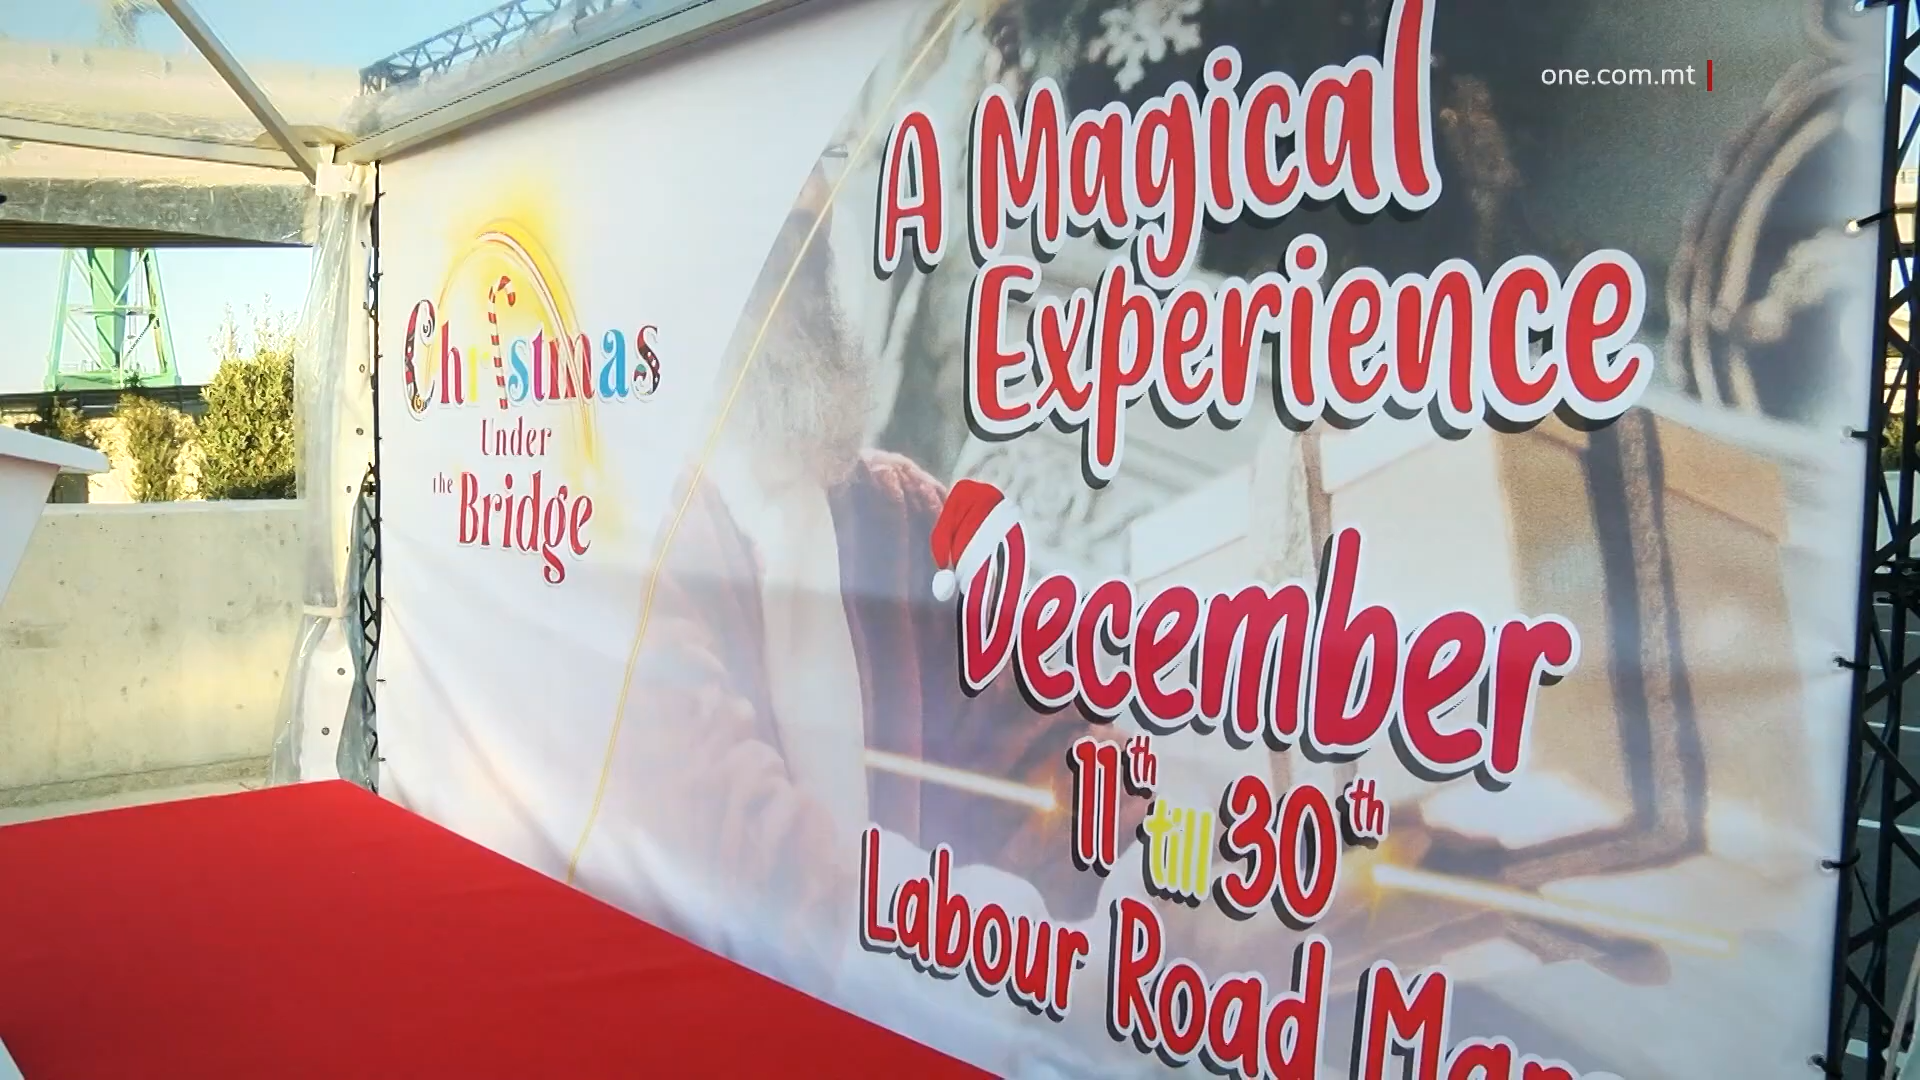 one.com.mt
Christmas
Under
the Bridge
A Magical
Experience
December
11th till 30th
Labour Road